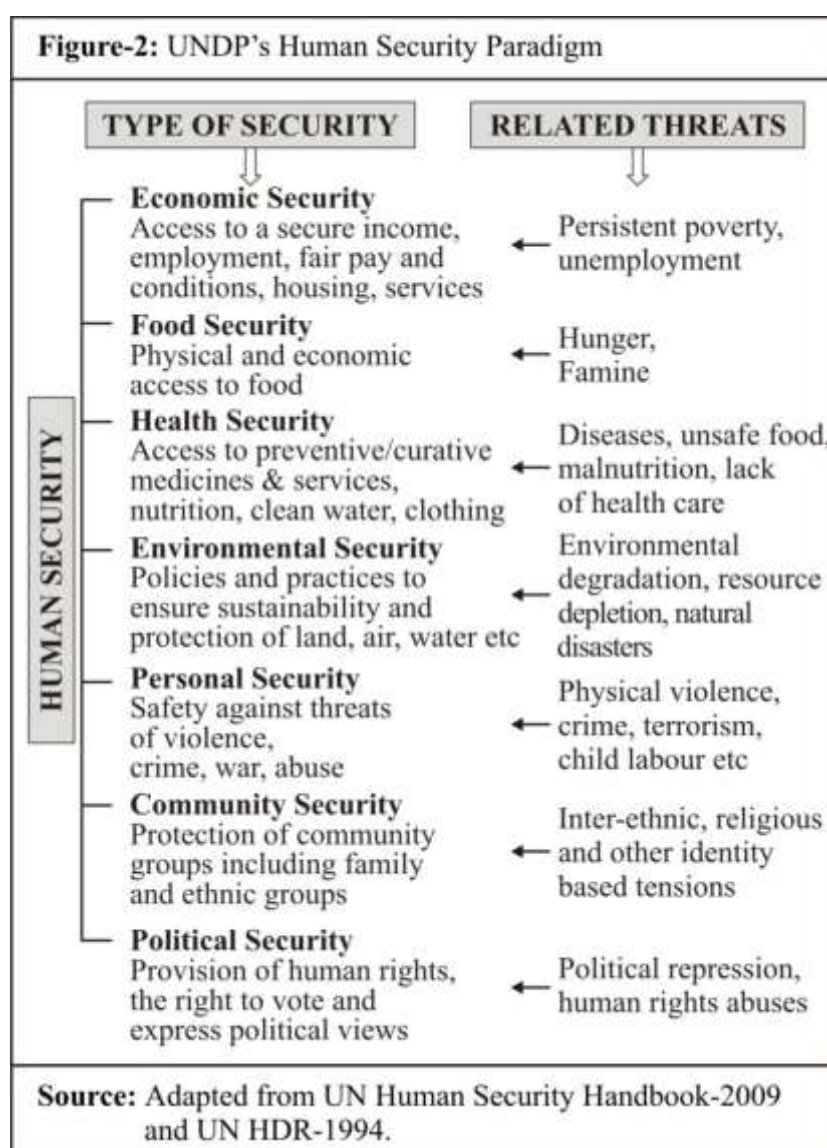 Figure-2: UNDP's Human Security Paradigm
TYPE OF SECURITY
RELATED THREATS
HUMAN SECURITY
Economic Security
Access to a secure income,
employment, fair pay and
conditions, housing, services
Persistent poverty,
unemployment
Food Security
Physical and economic
access to food
Hunger,
Famine
Health Security
Access to preventive/curative
medicines & services,
nutrition, clean water, clothing
Diseases, unsafe food,
malnutrition, lack
of health care
Environmental Security
Policies and practices to
ensure sustainability and
protection of land, air, water etc
Environmental
degradation, resource
depletion, natural
disasters
Personal Security
Safety against threats
of violence,
crime, war, abuse
Physical violence,
crime, terrorism,
child labour etc
Community Security
Protection of community
groups including family
and ethnic groups
Inter-ethnic, religious
and other identity
based tensions
Political Security
Provision of human rights,
the right to vote and
express political views
Political repression,
human rights abuses
Source: Adapted from UN Human Security Handbook-2009
and UN HDR-1994.